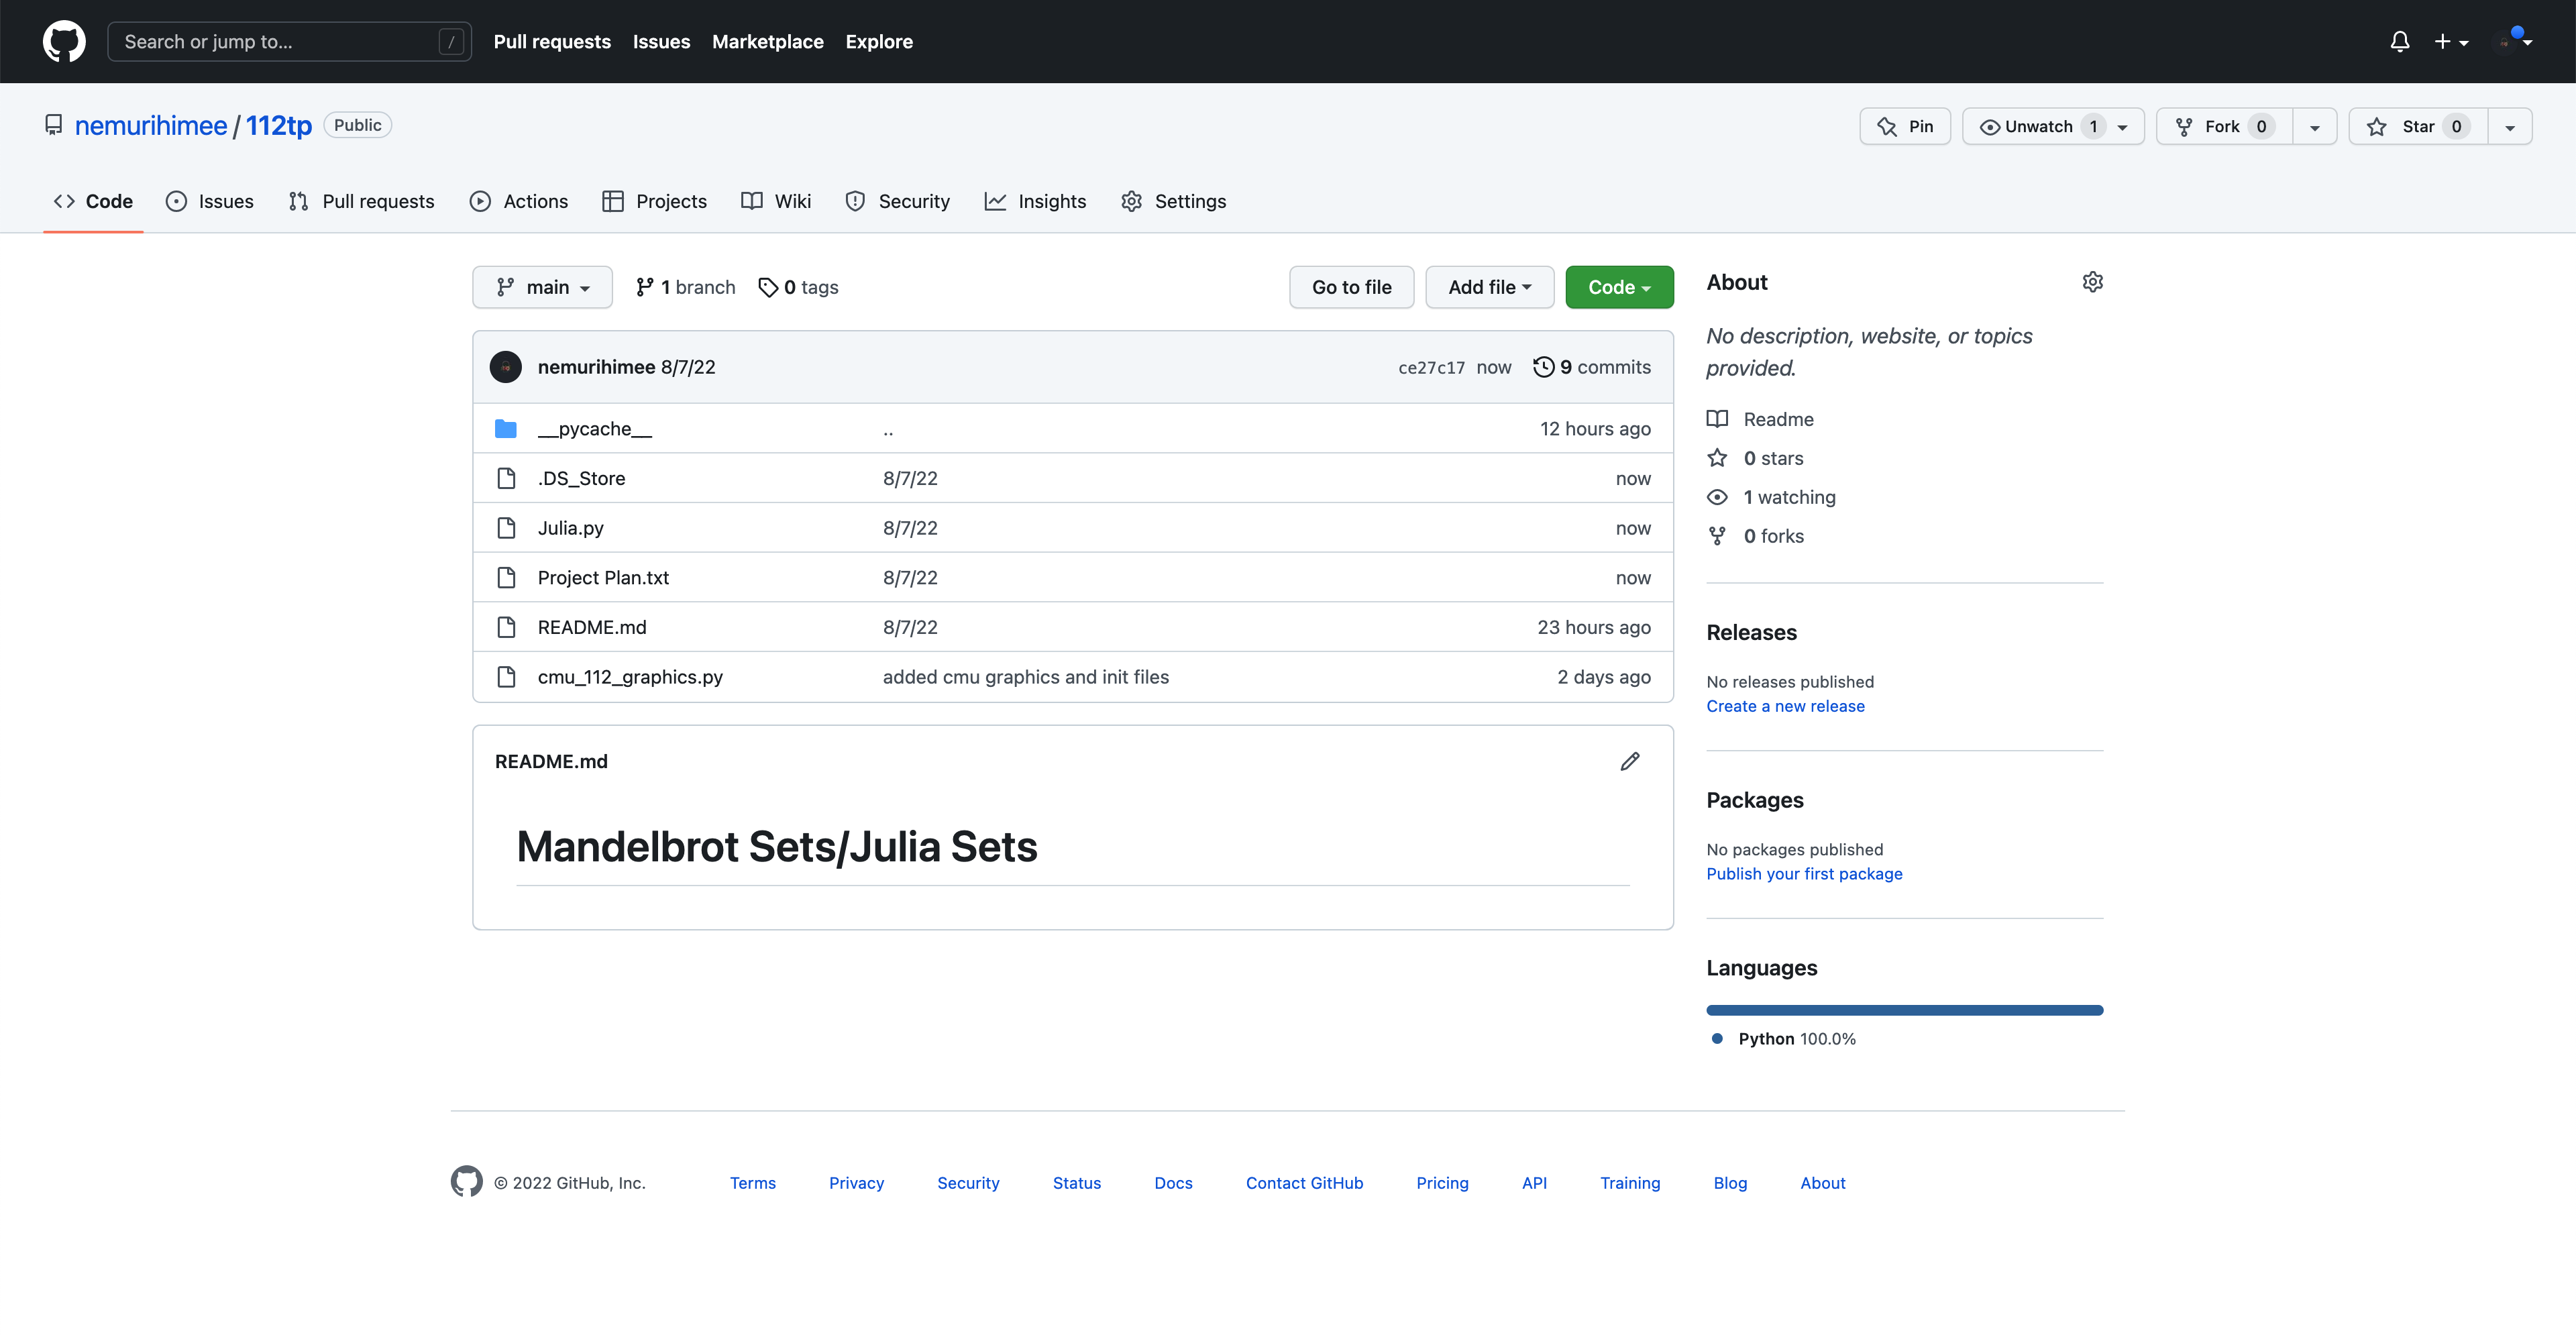 Search or jump to... /
Pull requests Issues Marketplace Explore
nemurihimee / 112tp Public
Pin Unwatch 1 Fork 0 Star 0
Code Issues Pull requests Actions Projects Wiki Security Insights Settings
main 1 branch 0 tags Go to file Add file Code
nemurihimee 8/7/22 ce27c17 now 9 commits
__pycache__ .. 12 hours ago
.DS_Store 8/7/22 now
Julia.py 8/7/22 now
Project Plan.txt 8/7/22 now
README.md 8/7/22 23 hours ago
cmu_112_graphics.py added cmu graphics and init files 2 days ago
README.md
Mandelbrot Sets/Julia Sets
About
No description, website, or topics
provided.
Readme
0 stars
1 watching
0 forks
Releases
No releases published
Create a new release
Packages
No packages published
Publish your first package
Languages
Python 100.0%
© 2022 GitHub, Inc. Terms Privacy Security Status Docs Contact GitHub Pricing API Training Blog About